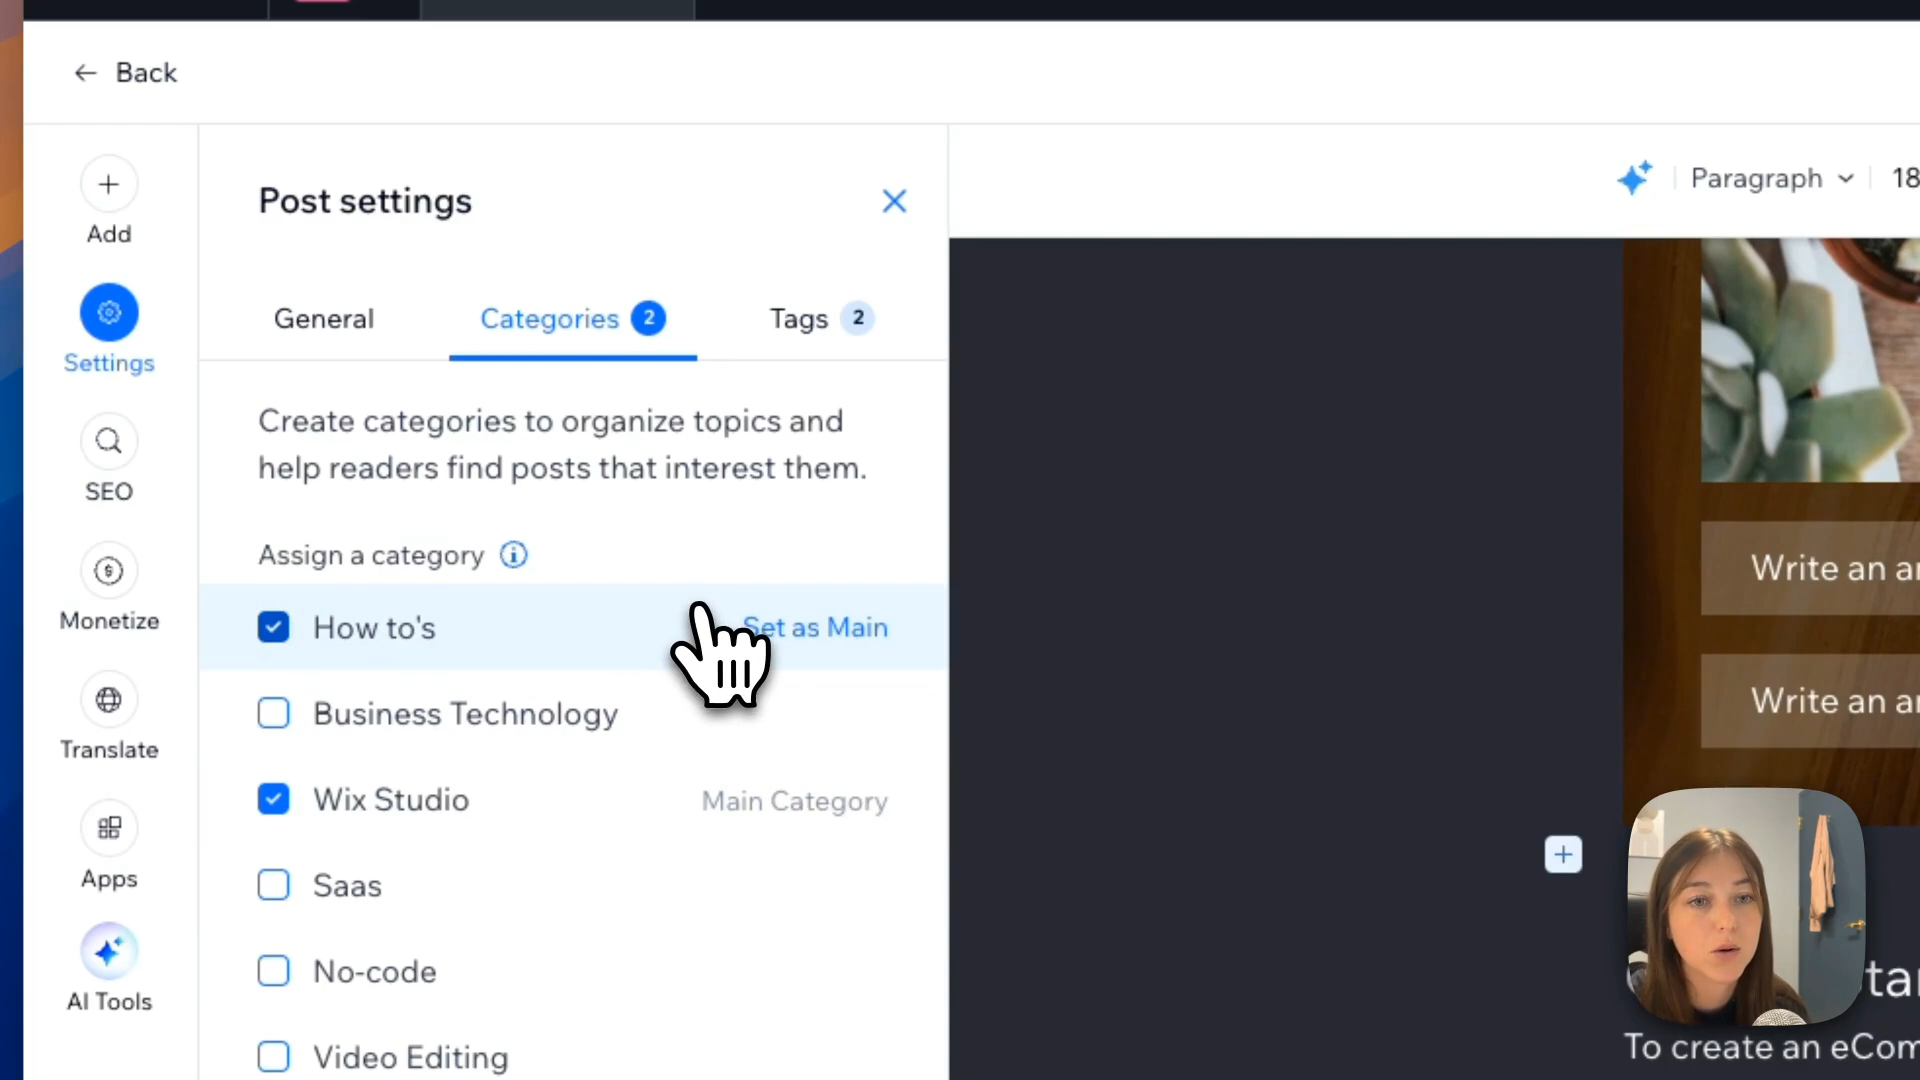 Back
Add
Settings
SEO
Monetize
Translate
Apps
AI Tools
Post settings
General
Categories 2
Tags 2
Create categories to organize topics and
help readers find posts that interest them.
Assign a category
How to's
Set as Main
Business Technology
Wix Studio
Main Category
Saas
No-code
Video Editing
Paragraph
18
Write an
Write an
To create an